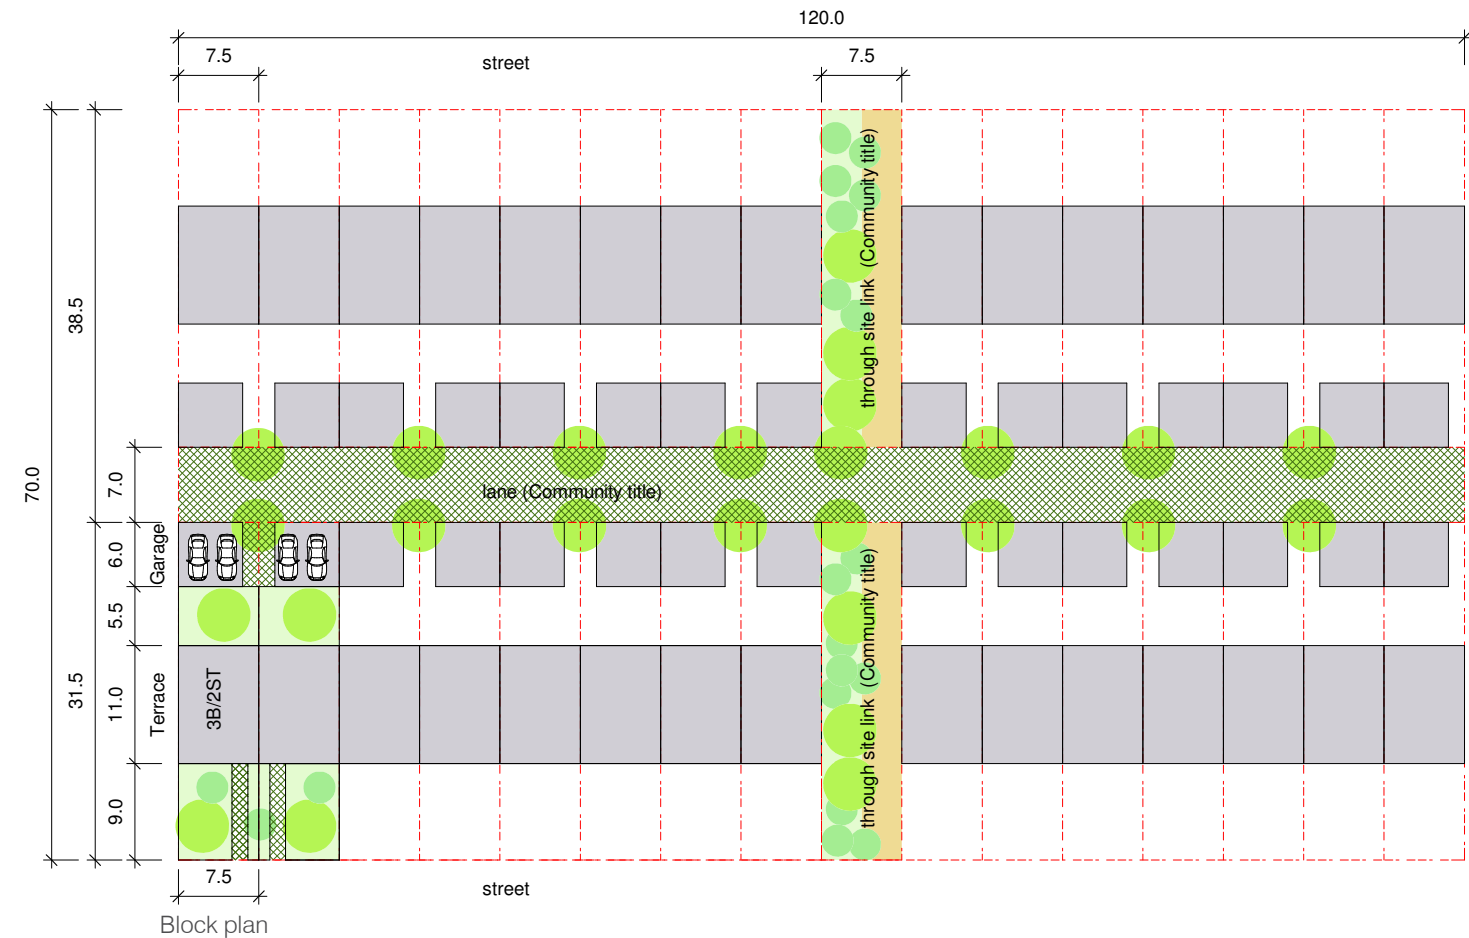 120.0
7.5
street
7.5
through site link (Community title)
38.5
70.0
7.0
lane (Community title)
6.0
Garage
5.5
31.5
11.0
Terrace
3B/2ST
through site link (Community title)
9.0
7.5
street
Block plan